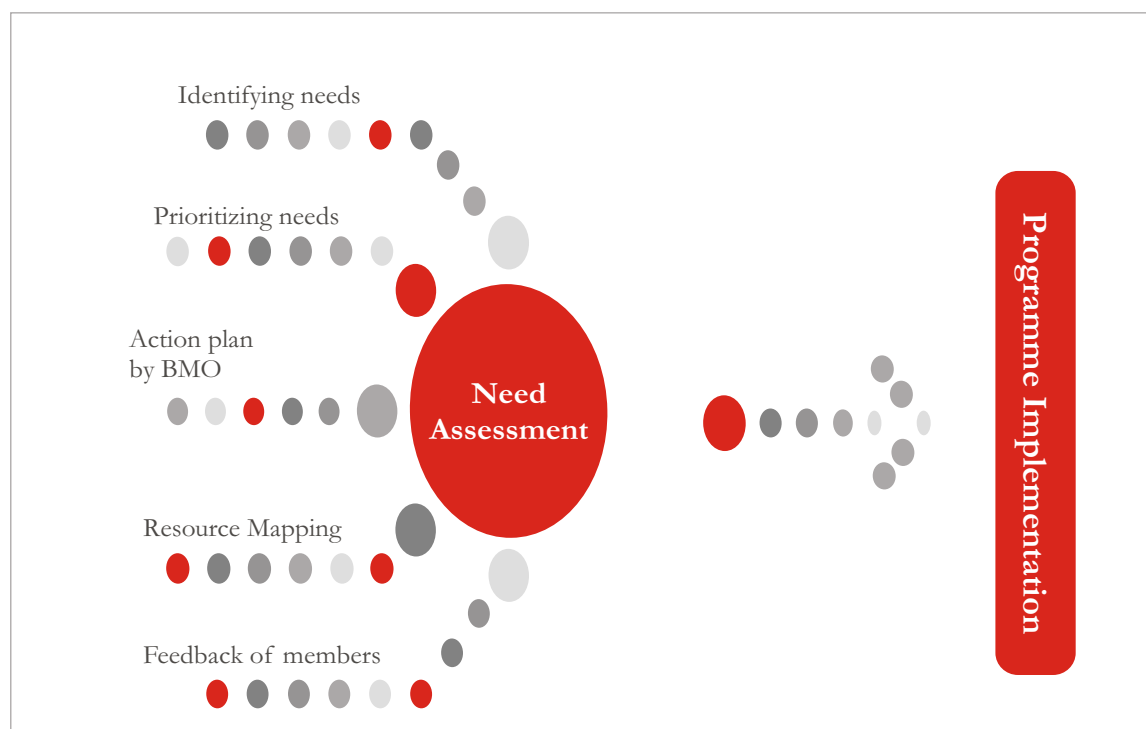 Identifying needs
Prioritizing needs
Action plan
by BMO
Need
Assessment
Resource Mapping
Feedback of members
Programme Implementation